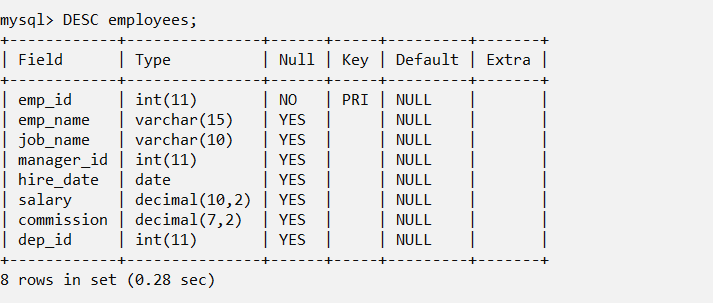 mysql> DESC employees;
+------------+---------------+------+-----+---------+-------+
| Field      | Type          | Null | Key | Default | Extra |
+------------+---------------+------+-----+---------+-------+
| emp_id     | int(11)       | NO   | PRI | NULL    |       |
| emp_name   | varchar(15)   | YES  |     | NULL    |       |
| job_name   | varchar(10)   | YES  |     | NULL    |       |
| manager_id | int(11)       | YES  |     | NULL    |       |
| hire_date  | date          | YES  |     | NULL    |       |
| salary     | decimal(10,2) | YES  |     | NULL    |       |
| commission | decimal(7,2)  | YES  |     | NULL    |       |
| dep_id     | int(11)       | YES  |     | NULL    |       |
+------------+---------------+------+-----+---------+-------+
8 rows in set (0.28 sec)